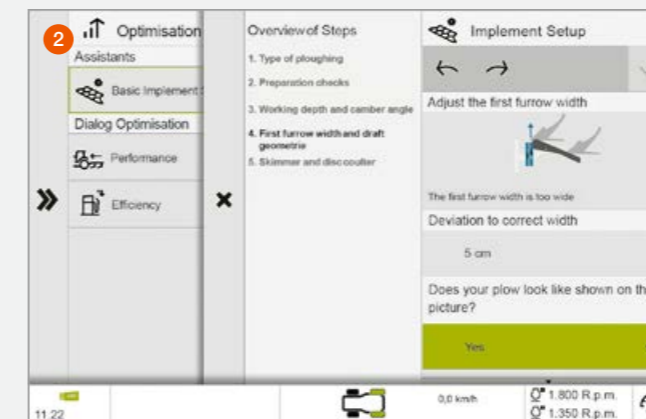 2
Optimisation
Assistants
Basic Implement
Dialog Optimisation
Performance
Efficiency
Overview of Steps
1. Type of ploughing
2. Preparation checks
3. Working depth and camber angle
4. First furrow width and draft
geometrie
5. Skimmer and disc coulter
Implement Setup
Adjust the first furrow width
The first furrow width is too wide
Deviation to correct width
5 cm
Does your plow look like shown on th
picture?
Yes
11.22
0,0 km/h
1.800 R.p.m.
1.350 R.p.m.